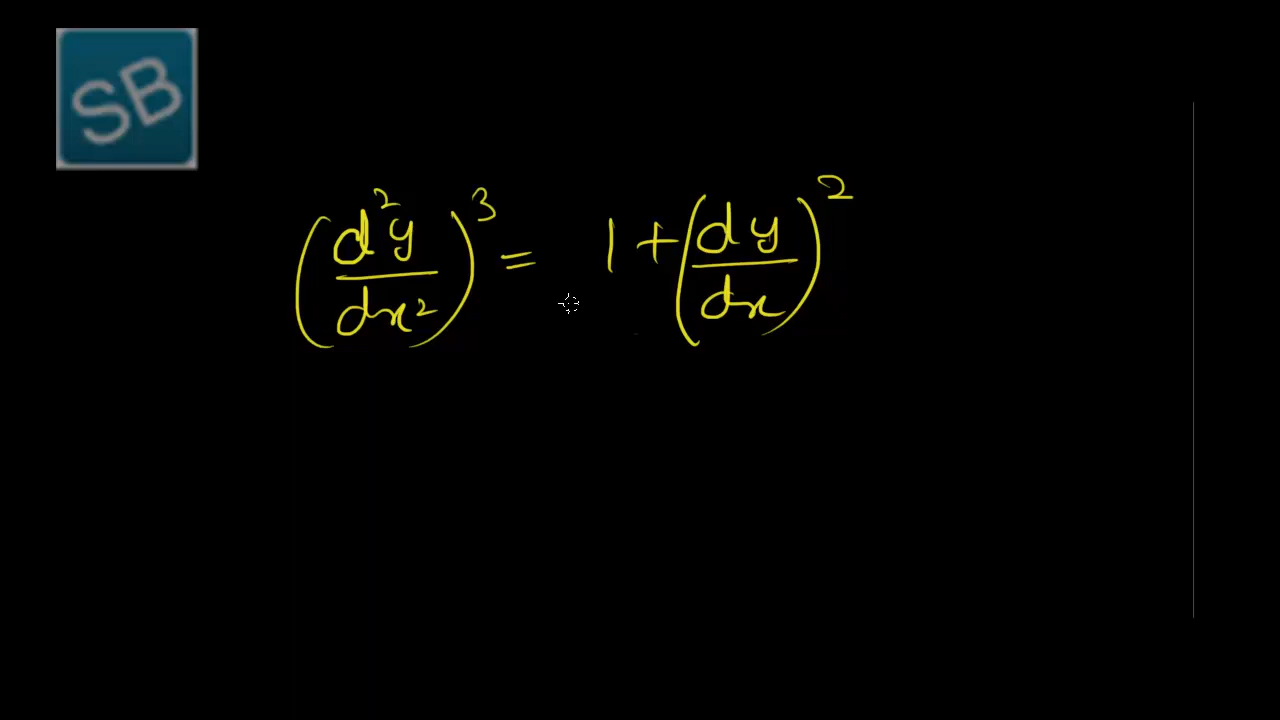 SB
(d²y/dx²)³ = 1 + (dy/dx)²